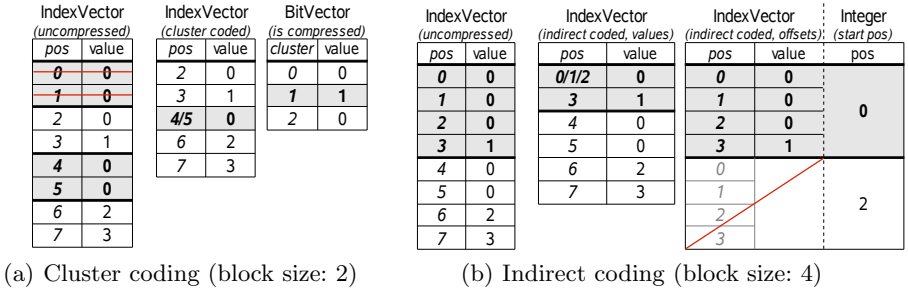 IndexVector IndexVector BitVector
(uncompressed) (cluster coded) (is compressed)
pos value pos value cluster value
0 0 2 0 0 0
1 0 3 1 1 1
2 0 4/5 0 2 0
3 1 6 2
4 0 7 3
5 0
6 2
7 3
(a) Cluster coding (block size: 2)
IndexVector IndexVector IndexVector Integer
(uncompressed) (indirect coded, values) (indirect coded, offsets) (start pos)
pos value pos value pos value pos
0 0 0/1/2 0 0 0 0
1 0 3 1 1 0
2 0 4 0 2 0
3 1 5 0 3 1
4 0 6 2 0 2
5 0 7 3 1
6 2 2
7 3 3
(b) Indirect coding (block size: 4)